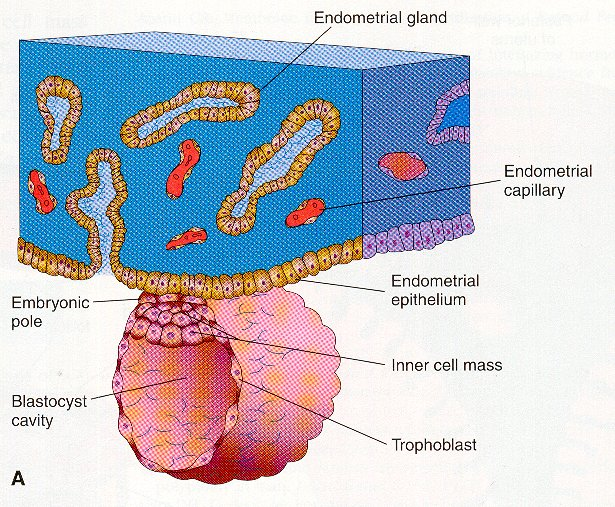 Endometrial gland
Endometrial
capillary
Endometrial
epithelium
Embryonic
pole
Inner cell mass
Blastocyst
cavity
Trophoblast
A